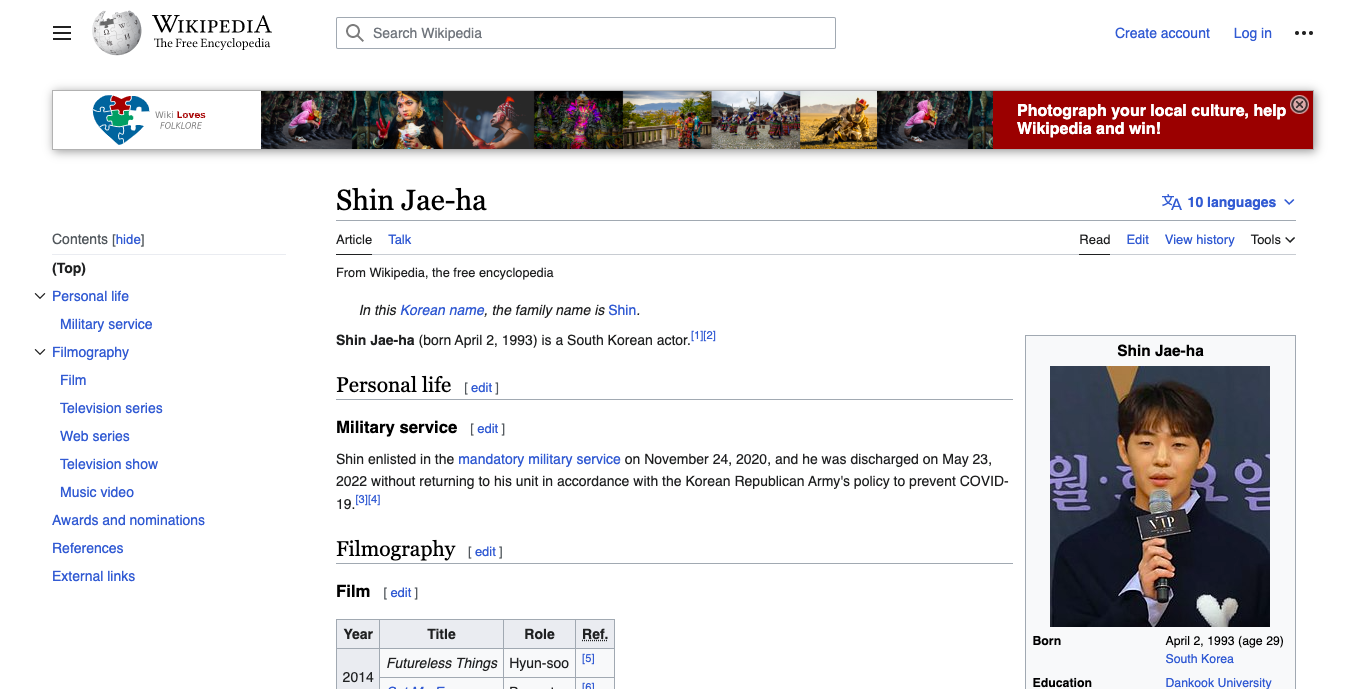 WIKIPEDIA
The Free Encyclopedia
Search Wikipedia
Create account
Log in
Wiki Loves
FOLKLORE
Photograph your local culture, help
Wikipedia and win!
Shin Jae-ha
10 languages
Contents [hide]
(Top)
Personal life
Military service
Filmography
Film
Television series
Web series
Television show
Music video
Awards and nominations
References
External links
Article
Talk
Read
Edit
View history
Tools
From Wikipedia, the free encyclopedia
In this Korean name, the family name is Shin.
Shin Jae-ha (born April 2, 1993) is a South Korean actor.[1][2]
Personal life [ edit ]
Military service [ edit ]
Shin enlisted in the mandatory military service on November 24, 2020, and he was discharged on May 23,
2022 without returning to his unit in accordance with the Korean Republican Army's policy to prevent COVID-
19.[3][4]
Filmography [ edit ]
Film [ edit ]
Year Title Role Ref.
2014 Futureless Things Hyun-soo [5]
[6]
Shin Jae-ha
월 화요일
VIP
Born April 2, 1993 (age 29)
South Korea
Education Dankook University